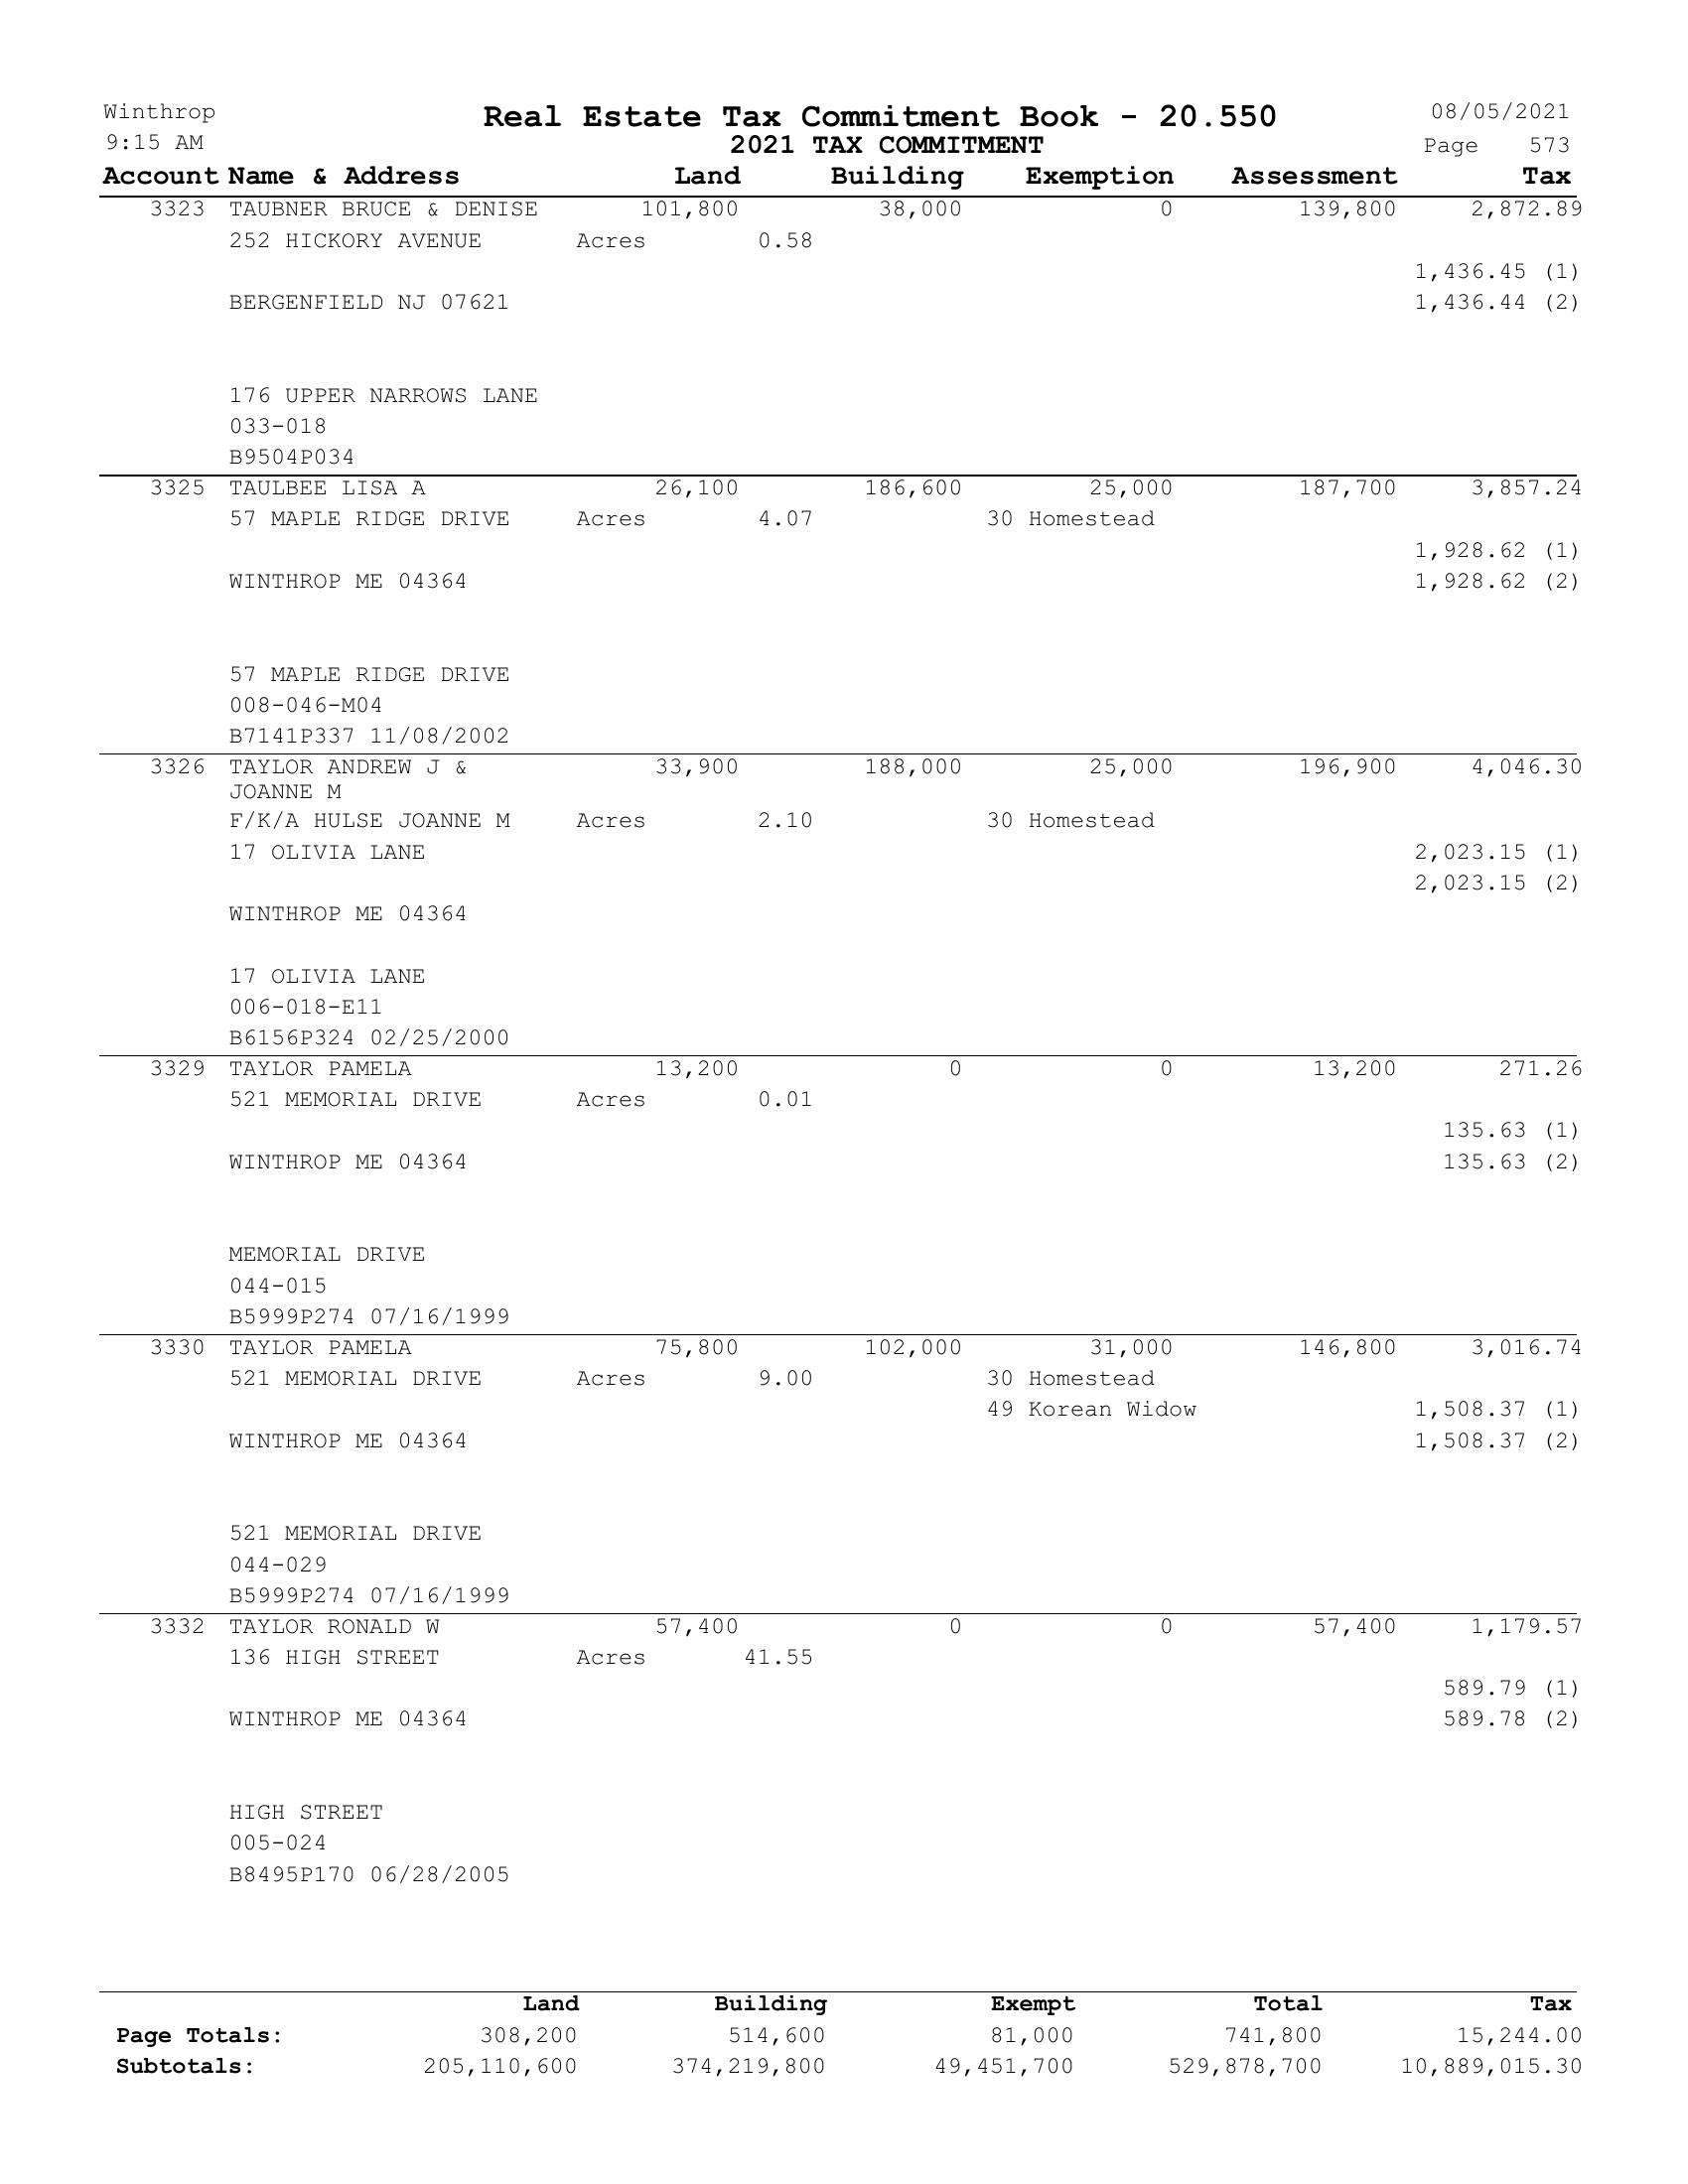 Winthrop Real Estate Tax Commitment Book - 20.550 08/05/2021
9:15 AM 2021 TAX COMMITMENT Page 573
Account Name & Address Land Building Exemption Assessment Tax
3323 TAUBNER BRUCE & DENISE 101,800 38,000 0 139,800 2,872.89
252 HICKORY AVENUE Acres 0.58
1,436.45 (1)
BERGENFIELD NJ 07621 1,436.44 (2)
176 UPPER NARROWS LANE
033-018
B9504P034
3325 TAULBEE LISA A 26,100 186,600 25,000 187,700 3,857.24
57 MAPLE RIDGE DRIVE Acres 4.07 30 Homestead
1,928.62 (1)
WINTHROP ME 04364 1,928.62 (2)
57 MAPLE RIDGE DRIVE
008-046-M04
B7141P337 11/08/2002
3326 TAYLOR ANDREW J & 33,900 188,000 25,000 196,900 4,046.30
JOANNE M
F/K/A HULSE JOANNE M Acres 2.10 30 Homestead
17 OLIVIA LANE 2,023.15 (1)
2,023.15 (2)
WINTHROP ME 04364
17 OLIVIA LANE
006-018-E11
B6156P324 02/25/2000
3329 TAYLOR PAMELA 13,200 0 0 13,200 271.26
521 MEMORIAL DRIVE Acres 0.01
135.63 (1)
WINTHROP ME 04364 135.63 (2)
MEMORIAL DRIVE
044-015
B5999P274 07/16/1999
3330 TAYLOR PAMELA 75,800 102,000 31,000 146,800 3,016.74
521 MEMORIAL DRIVE Acres 9.00 30 Homestead
49 Korean Widow 1,508.37 (1)
WINTHROP ME 04364 1,508.37 (2)
521 MEMORIAL DRIVE
044-029
B5999P274 07/16/1999
3332 TAYLOR RONALD W 57,400 0 0 57,400 1,179.57
136 HIGH STREET Acres 41.55
589.79 (1)
WINTHROP ME 04364 589.78 (2)
HIGH STREET
005-024
B8495P170 06/28/2005
Land Building Exempt Total Tax
Page Totals: 308,200 514,600 81,000 741,800 15,244.00
Subtotals: 205,110,600 374,219,800 49,451,700 529,878,700 10,889,015.30